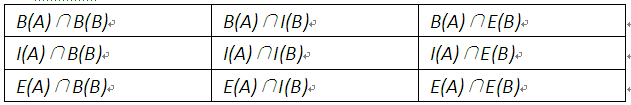 B(A)∩B(B) B(A)∩I(B) B(A)∩E(B)
I(A)∩B(B) I(A)∩I(B) I(A)∩E(B)
E(A)∩B(B) E(A)∩I(B) E(A)∩E(B)